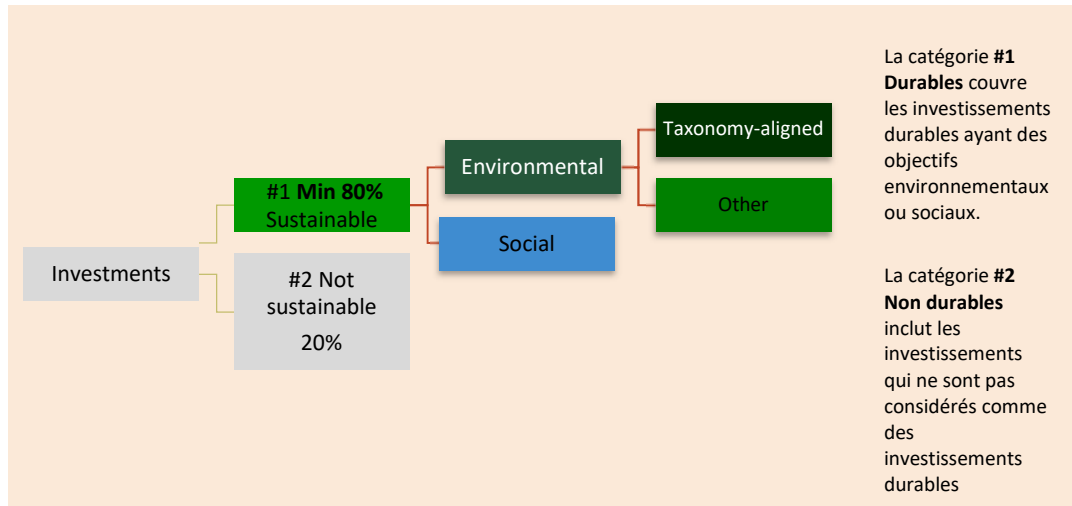 Investments
#1 Min 80%
Sustainable
#2 Not
sustainable
20%
Environmental
Social
Taxonomy-aligned
Other
La catégorie #1
Durables couvre
les investissements
durables ayant des
objectifs
environnementaux
ou sociaux.
La catégorie #2
Non durables
inclut les
investissements
qui ne sont pas
considérés comme
des
investissements
durables